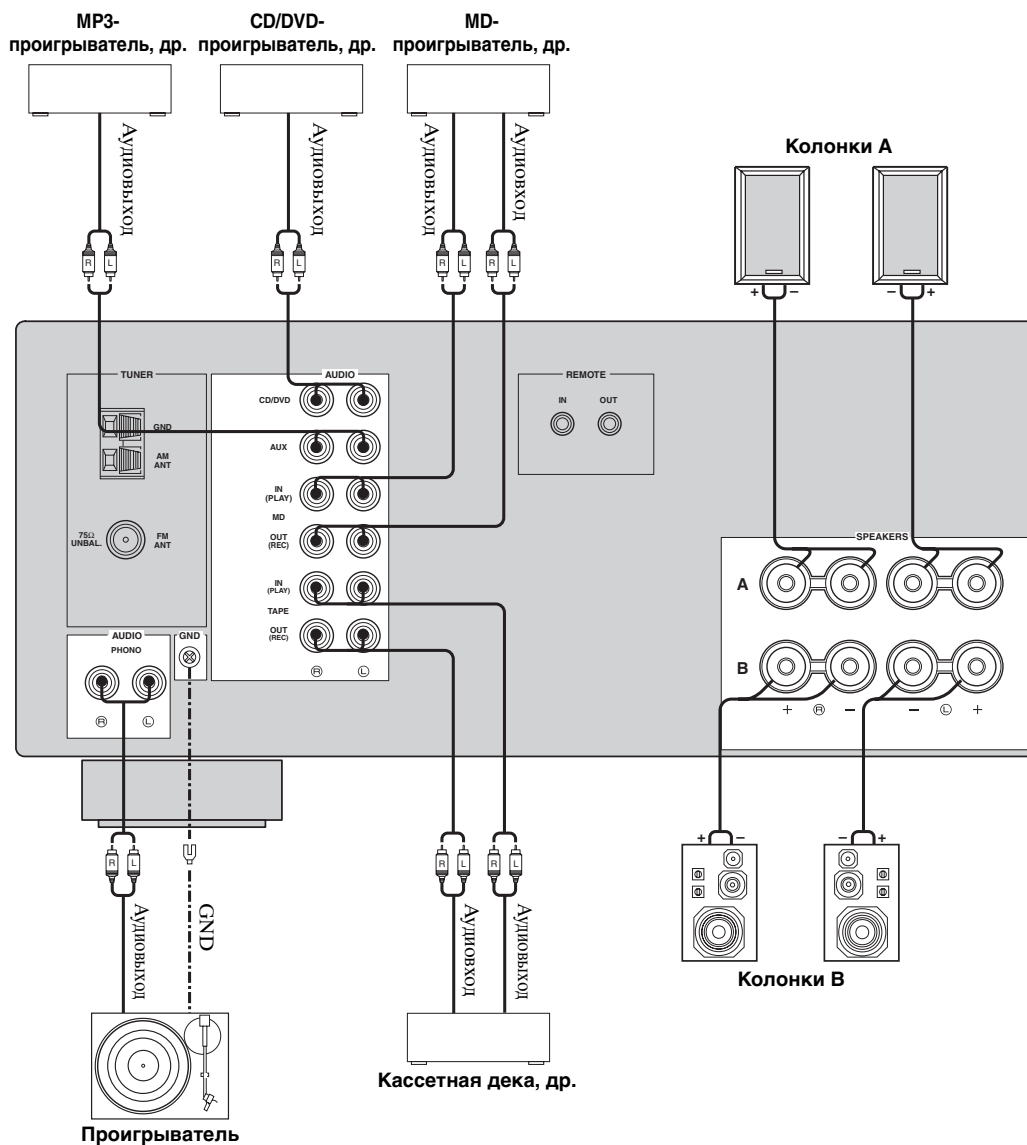 MP3-
проигрыватель, др.
CD/DVD-
проигрыватель, др.
MD-
проигрыватель, др.
Аудиовыход
Аудиовыход
Аудиовыход
Аудиовход
Колонки A
R L
R L
R L
R L
+ −
− +
TUNER
AUDIO
REMOTE
CD/DVD
IN OUT
GND
AUX
AM
ANT
IN
(PLAY)
MD
75Ω
UNBAL.
FM
ANT
OUT
(REC)
SPEAKERS
A
IN
(PLAY)
TAPE
OUT
(REC)
AUDIO
PHONO
GND
B
R L
R L
+ R − − L +
+ −
− +
R L
R L
R L
Аудиовыход
GND
Аудиовход
Аудиовыход
Колонки B
Кассетная дека, др.
Проигрыватель